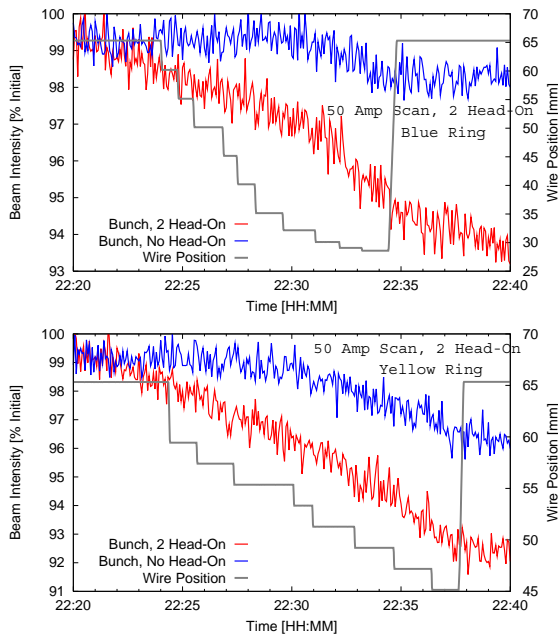 100
99
98
97
96
95
94
93
70
65
60
55
50
45
40
35
30
25
Beam Intensity [% Initial]
Wire Position [mm]
50 Amp Scan, 2 Head-On
Blue Ring
Bunch, 2 Head-On
Bunch, No Head-On
Wire Position
22:20 22:25 22:30 22:35 22:40
Time [HH:MM]
100
99
98
97
96
95
94
93
92
91
70
65
60
55
50
45
Beam Intensity [% Initial]
Wire Position [mm]
50 Amp Scan, 2 Head-On
Yellow Ring
Bunch, 2 Head-On
Bunch, No Head-On
Wire Position
22:20 22:25 22:30 22:35 22:40
Time [HH:MM]